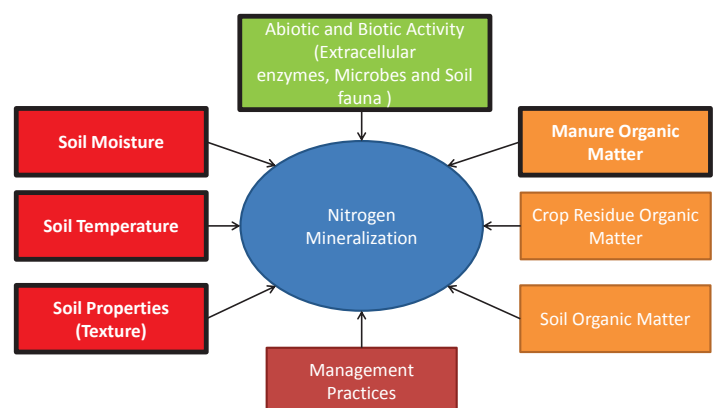 Abiotic and Biotic Activity
(Extracellular
enzymes, Microbes and Soil
fauna )
Soil Moisture
Manure Organic
Matter
Soil Temperature
Nitrogen
Mineralization
Crop Residue Organic
Matter
Soil Properties
(Texture)
Soil Organic Matter
Management
Practices